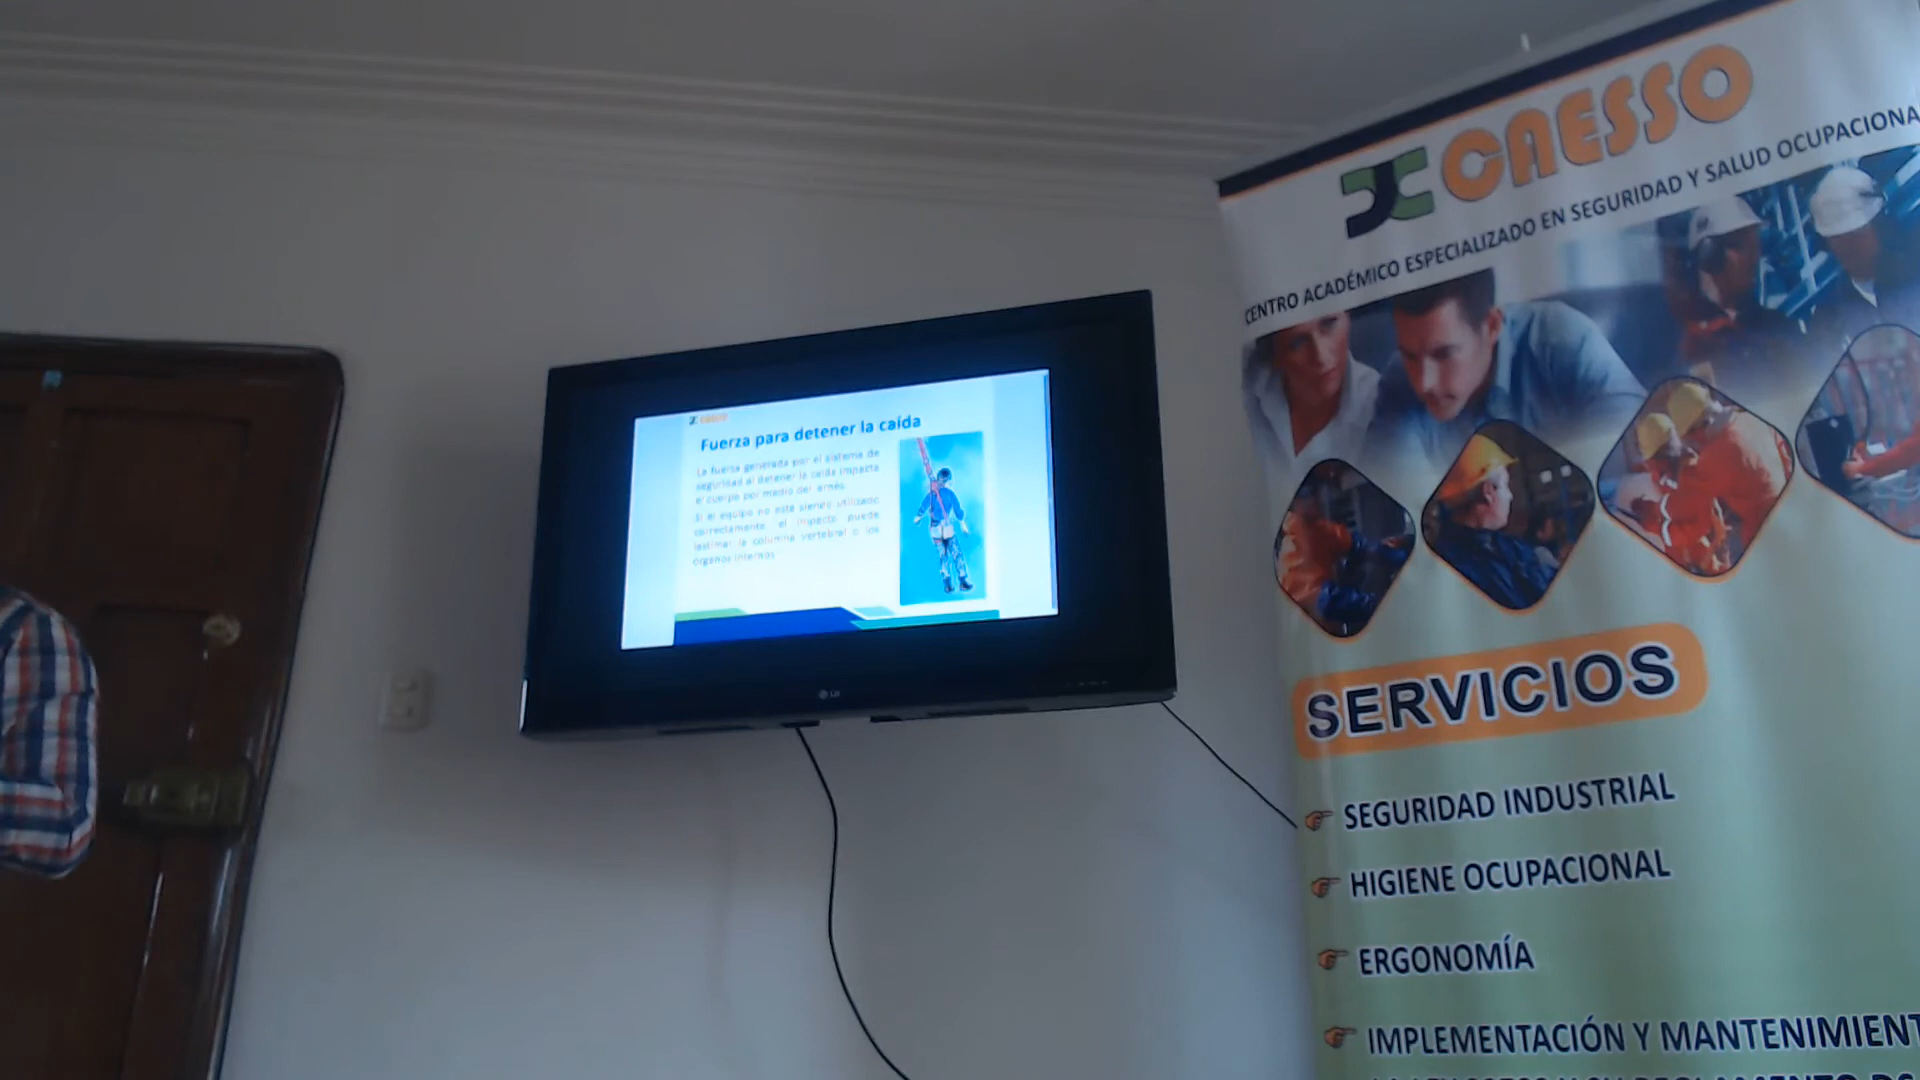 CAESSO
Fuerza para detener la caída
La fuerza generada por el sistema de
seguridad al detener la caída impacta
el cuerpo por medio del arnés.
Si el equipo no está siendo utilizado
correctamente, el impacto puede
lastimar la columna vertebral o los
órganos internos
LG
CAESSO
CENTRO ACADÉMICO ESPECIALIZADO EN SEGURIDAD Y SALUD OCUPACIONA
SERVICIOS
SEGURIDAD INDUSTRIAL
HIGIENE OCUPACIONAL
ERGONOMÍA
IMPLEMENTACIÓN Y MANTENIMIENT